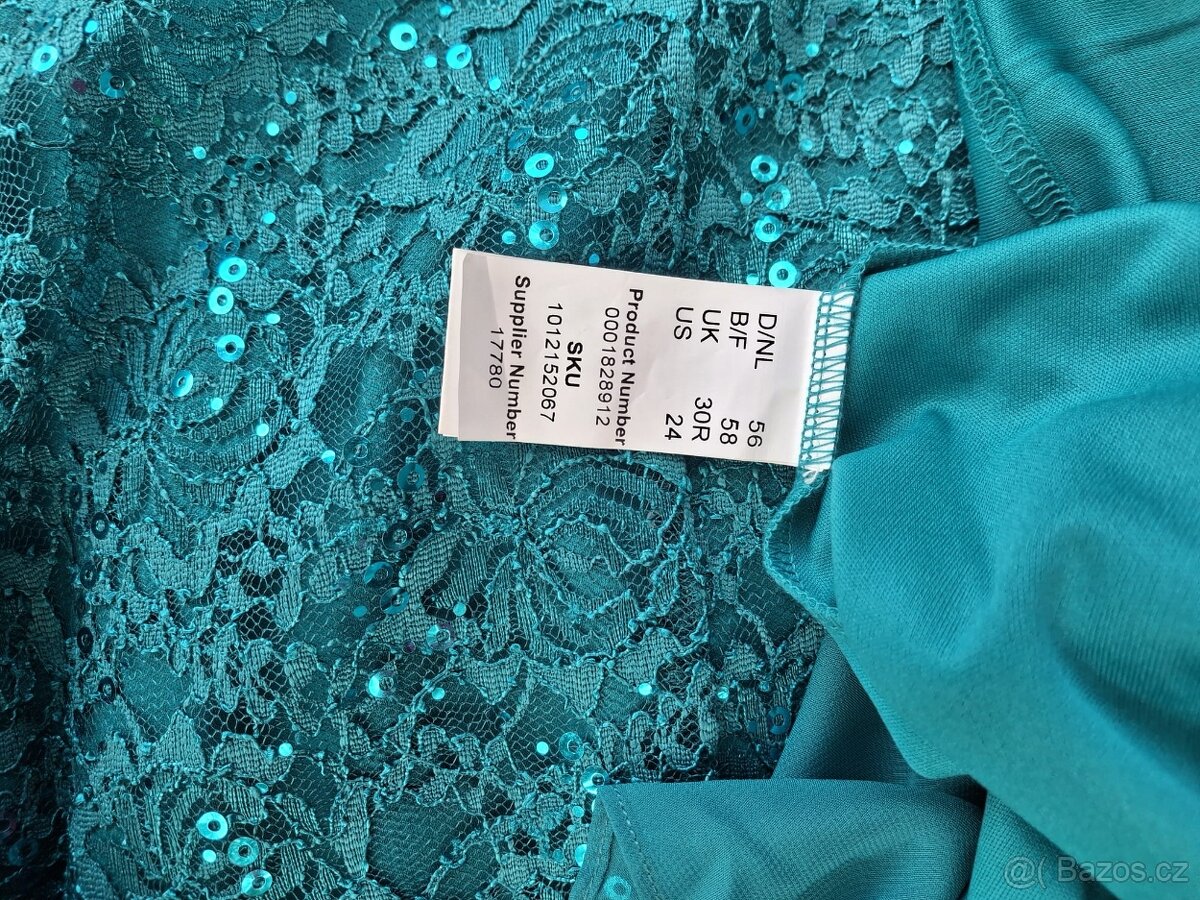 D/NL 56
B/F 58
UK 30R
US 24
Product Number
0001828912
SKU
1012152067
Supplier Number
17780
@( Bazos.cz